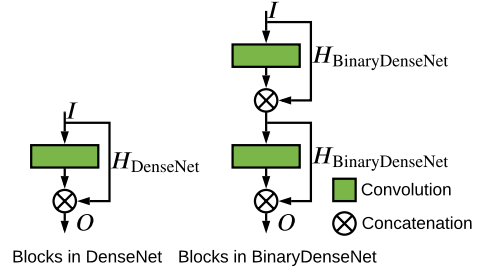 I
H_BinaryDenseNet
I
H_DenseNet
H_BinaryDenseNet
Convolution
O
O
Concatenation
Blocks in DenseNet
Blocks in BinaryDenseNet